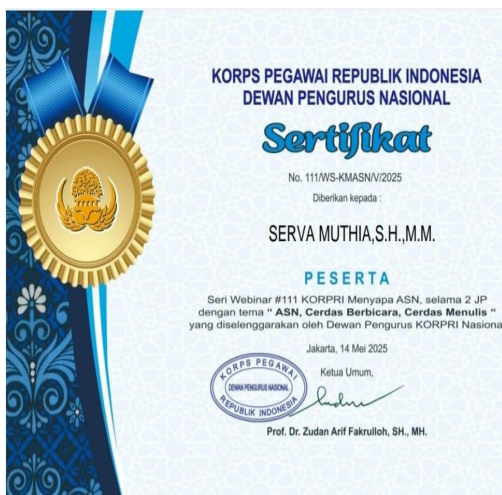 KORPS PEGAWAI REPUBLIK INDONESIA
DEWAN PENGURUS NASIONAL
Sertifikat
No. 111/WS-KMASN/V/2025
Diberikan kepada :
SERVA MUTHIA,S.H.,M.M.
PESERTA
Seri Webinar #111 KORPRI Menyapa ASN, selama 2 JP
dengan tema “ ASN, Cerdas Berbicara, Cerdas Menulis “
yang diselenggarakan oleh Dewan Pengurus KORPRI Nasiona
Jakarta, 14 Mei 2025
Ketua Umum,
KORPS PEGAWAI
DEWAN PENGURUS NASIONAL
REPUBLIK INDONESIA
Prof. Dr. Zudan Arif Fakrulloh, SH., MH.